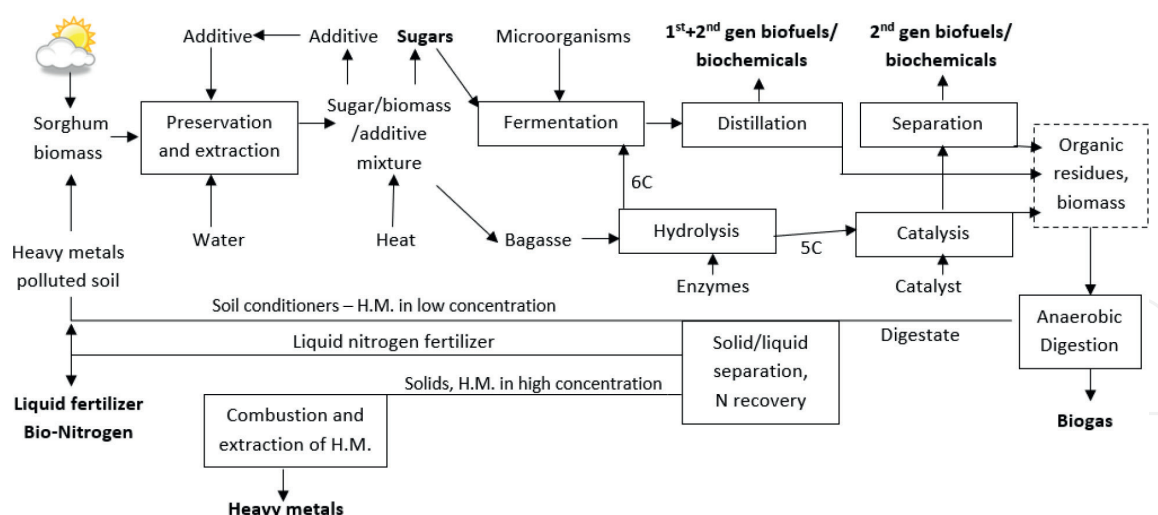 Additive
Additive
Sugars
Microorganisms
1st+2nd gen biofuels/
biochemicals
2nd gen biofuels/
biochemicals
Sorghum
biomass
Preservation
and extraction
Sugar/biomass
/additive
mixture
Fermentation
Distillation
Separation
Organic
residues,
biomass
6C
Water
Heat
Bagasse
Hydrolysis
5C
Catalysis
Heavy metals
polluted soil
Enzymes
Catalyst
Soil conditioners – H.M. in low concentration
Digestate
Anaerobic
Digestion
Liquid nitrogen fertilizer
Solid/liquid
separation,
N recovery
Solids, H.M. in high concentration
Liquid fertilizer
Bio-Nitrogen
Combustion and
extraction of H.M.
Biogas
Heavy metals